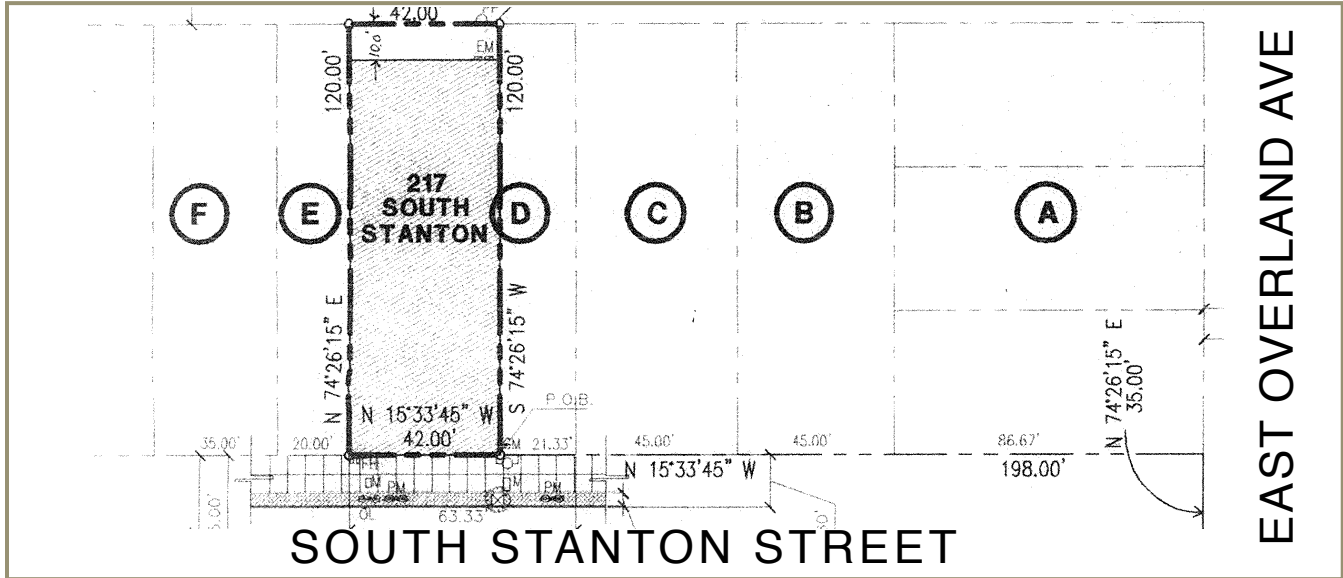 42.00
10.0'
EM
120.00'
120.00'
EAST OVERLAND AVE
F
E
217
SOUTH
STANTON
D
C
B
A
N 74°26'15" E
S 74°26'15" W
N 74°26'15" E
35.00'
P.O.B.
N 15°33'45" W
42.00'
35.00'
20.00'
21.33'
45.00'
45.00'
86.67'
N 15°33'45" W
198.00'
PM
OL
63.33'
SOUTH STANTON STREET